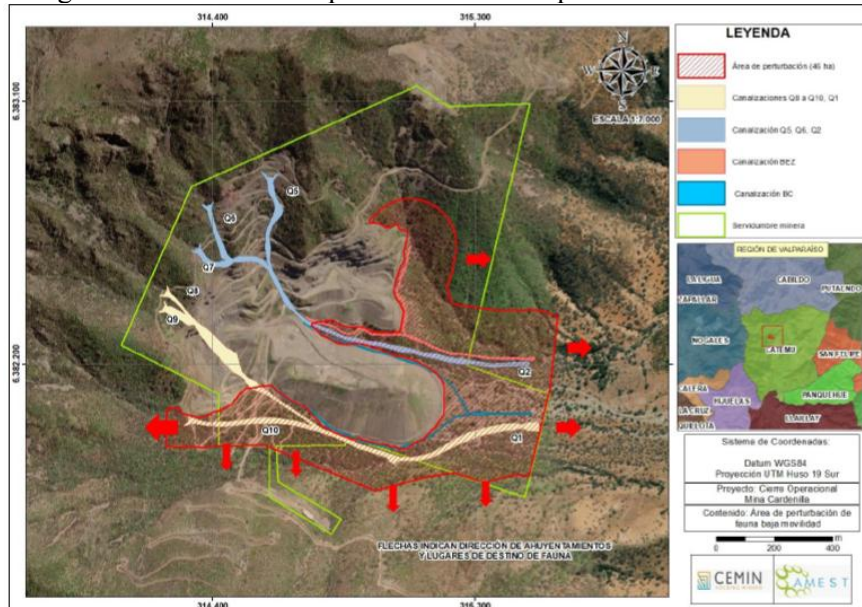 314.400
315.300
6.383.100
6.382.200
N
W
E
S
ESCALA 1:7.000
Q5
Q6
Q7
Q8
Q9
Q2
Q10
Q1
FLECHAS INDICAN DIRECCIÓN DE AHUYENTAMIENTOS
Y LUGARES DE DESTINO DE FAUNA
314.400
315.300
LEYENDA
Área de perturbación (46 ha)
Canalizaciones Q8 a Q10, Q1
Canalización Q5, Q6, Q2
Canalización BEZ
Canalización BC
Servidumbre minera
REGIÓN DE VALPARAÍSO
LA LIGUA
CABILDO
PUTAENDO
ZAPALLAR
NOGALES
CATEMU
SAN FELIPE
CALERA
HIJUELAS
PANQUEHUE
LA CRUZ
LLAILLAY
QUILLOTA
Sistema de Coordenadas:
Datum WGS84
Proyección UTM Huso 19 Sur
Proyecto: Cierre Operacional
Mina Cardenilla
Contenido: Área de perturbación de
fauna baja movilidad
m
0 200 400
CEMIN
AMEST